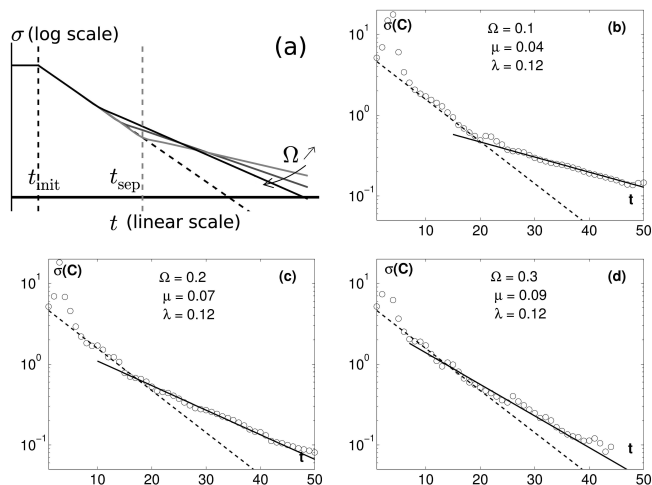 σ (log scale)
(a)
Ω
t_init
t_sep
t (linear scale)
σ(C)
Ω = 0.1
μ = 0.04
λ = 0.12
(b)
10^1
10^0
10^-1
t
10 20 30 40 50
σ(C)
Ω = 0.2
μ = 0.07
λ = 0.12
(c)
10^1
10^0
10^-1
t
10 20 30 40 50
σ(C)
Ω = 0.3
μ = 0.09
λ = 0.12
(d)
10^1
10^0
10^-1
t
10 20 30 40 50